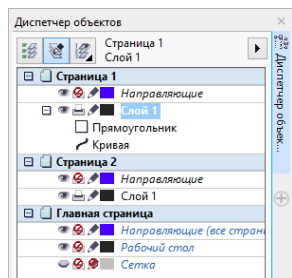 Диспетчер объектов
Страница 1
Слой 1
Страница 1
Направляющие
Слой 1
Прямоугольник
Кривая
Страница 2
Направляющие
Слой 1
Главная страница
Направляющие (все стран
Рабочий стол
Сетка
Диспетчер объек...